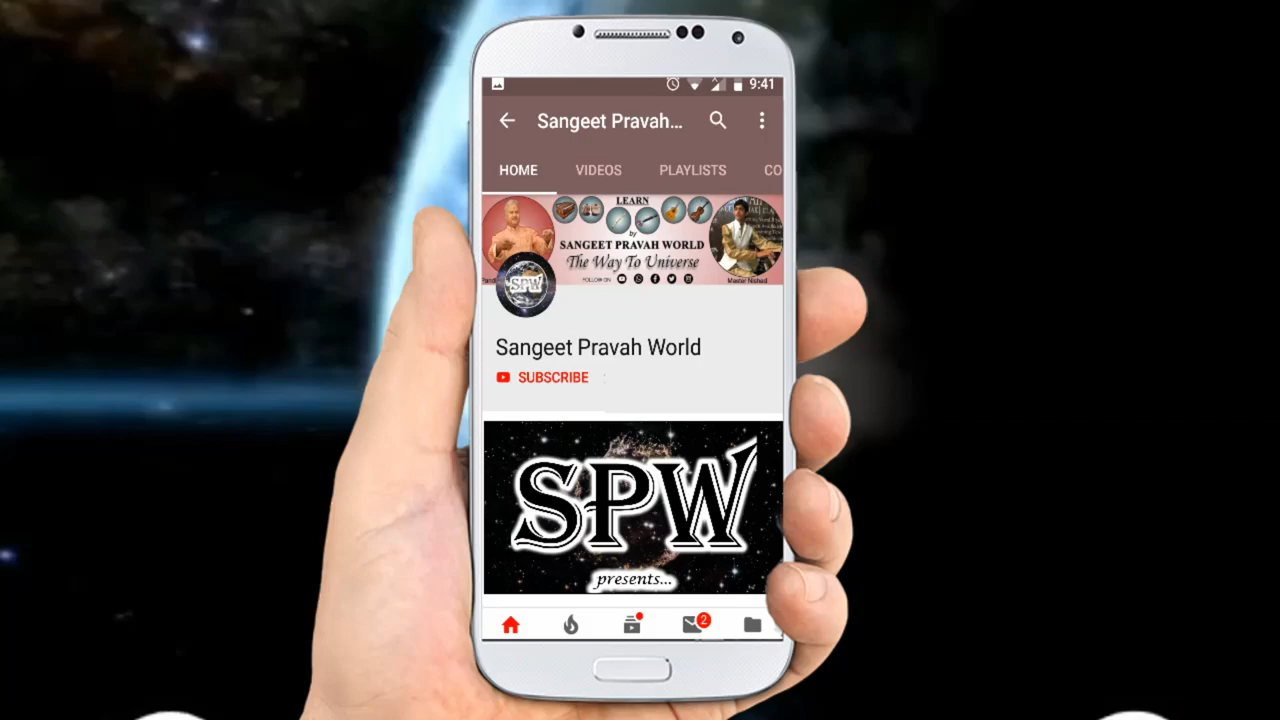 9:41
Sangeet Pravah...
HOME VIDEOS PLAYLISTS CO
LEARN
by
SANGEET PRAVAH WORLD
The Way To Universe
FOLLOW ON
Master Nishad
SPW
Sangeet Pravah World
SUBSCRIBE
SPW
presents...
2